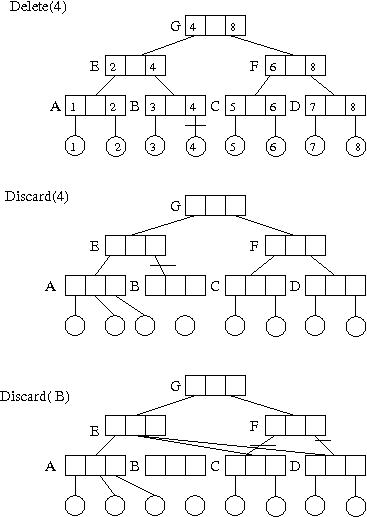 Delete(4)
G 4 8
E 2 4 F 6 8
A 1 2 B 3 4 C 5 6 D 7 8
1 2 3 4 5 6 7 8
Discard(4)
G
E F
A B C D
Discard( B)
G
E F
A B C D